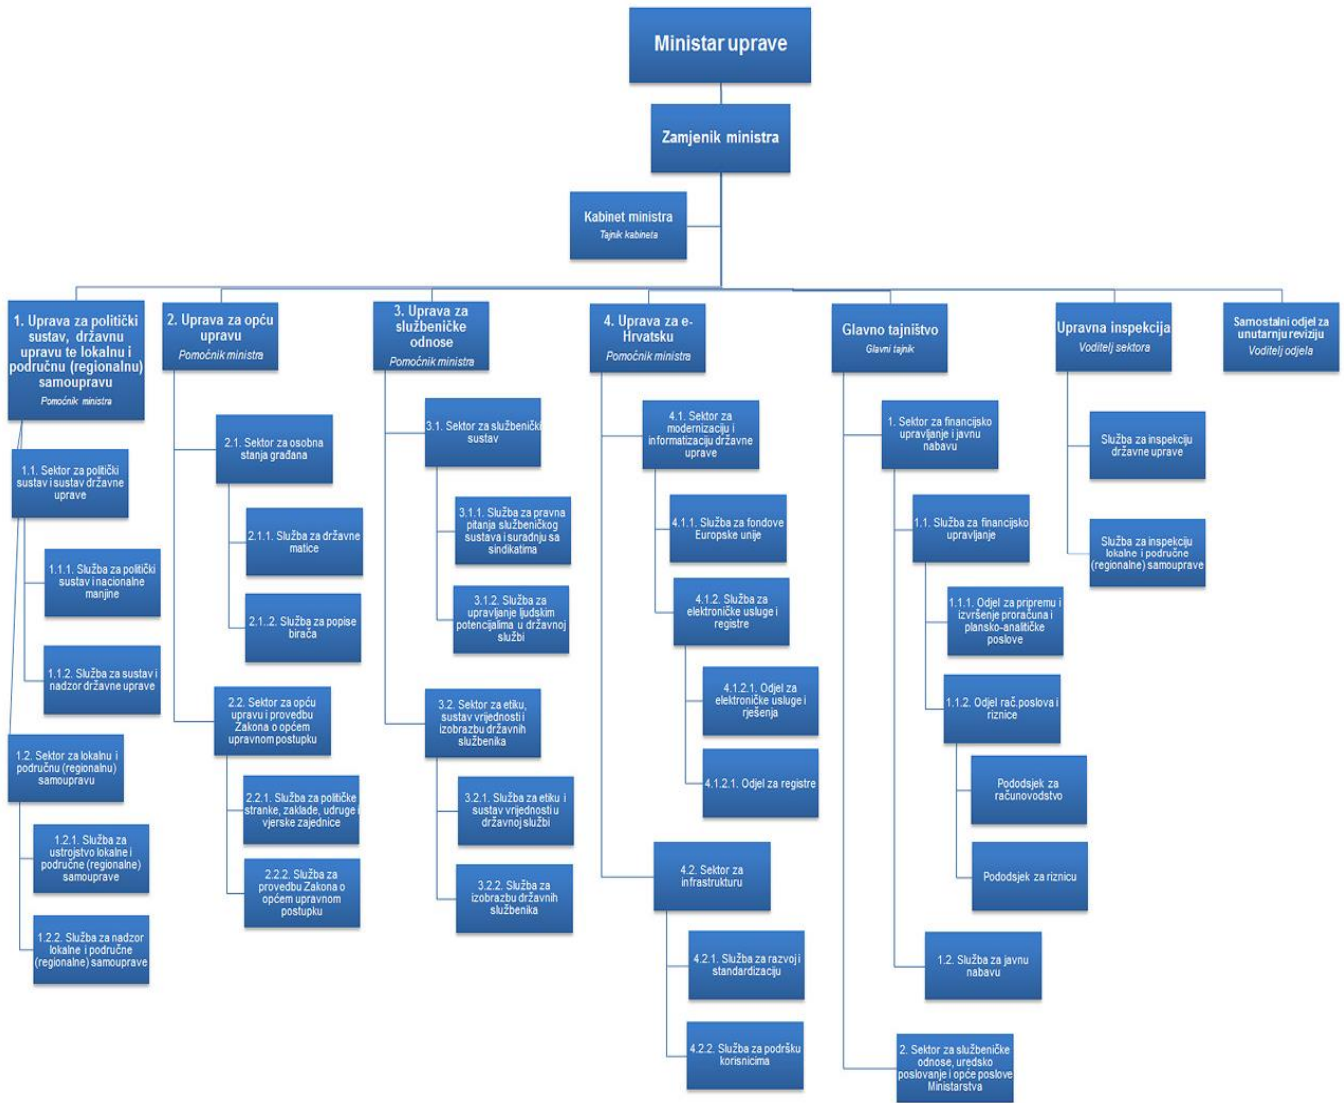 Ministar uprave
Zamjenik ministra
Kabinet ministra
Tajnik kabineta
1. Uprava za politički
sustav, državnu
upravu te lokalnu i
područnu (regionalnu)
samoupravu
Pomoćnik ministra
1.1. Sektor za politički
sustav i sustav državne
uprave
1.1.1. Služba za politički
sustav i nacionalne
manjine
1.1.2. Služba za sustav i
nadzor državne uprave
1.2. Sektor za lokalnu i
područnu (regionalnu)
samoupravu
1.2.1. Služba za
ustrojstvo lokalne i
područne (regionalne)
samouprave
1.2.2. Služba za nadzor
lokalne i područne
(regionalne) samouprave
2. Uprava za opću
upravu
Pomoćnik ministra
2.1. Sektor za osobna
stanja građana
2.1.1. Služba za državne
matice
2.1..2. Služba za popise
birača
2.2. Sektor za opću
upravu i provedbu
Zakona o općem
upravnom postupku
2.2.1. Služba za političke
stranke, zaklade, udruge i
vjerske zajednice
2.2.2. Služba za
provedbu Zakona o
općem upravnom
postupku
3. Uprava za
službeničke
odnose
Pomoćnik ministra
3.1. Sektor za službenički
sustav
3.1.1. Služba za pravna
pitanja službeničkog
sustava i suradnju sa
sindikatima
3.1.2. Služba za
upravljanje ljudskim
potencijalima u državnoj
službi
3.2. Sektor za etiku,
sustav vrijednosti i
izobrazbu državnih
službenika
3.2.1. Služba za etiku i
sustav vrijednosti u
državnoj službi
3.2.2. Služba za
izobrazbu državnih
službenika
4. Uprava za e-
Hrvatsku
Pomoćnik ministra
4.1. Sektor za
modernizaciju i
informatizaciju državne
uprave
4.1.1. Služba za fondove
Europske unije
4.1.2. Služba za
elektroničke usluge i
registre
4.1.2.1. Odjel za
elektroničke usluge i
rješenja
4.1.2.1. Odjel za registre
4.2. Sektor za
infrastrukturu
4.2.1. Služba za razvoj i
standardizaciju
4.2.2. Služba za podršku
korisnicima
Glavno tajništvo
Glavni tajnik
1. Sektor za financijsko
upravljanje i javnu
nabavu
1.1. Služba za financijsko
upravljanje
1.1.1. Odjel za pripremu i
izvršenje proračuna i
plansko-analitičke
poslove
1.1.2. Odjel rač.poslova i
riznice
Pododsjek za
računovodstvo
Pododsjek za riznicu
1.2. Služba za javnu
nabavu
2. Sektor za službeničke
odnose, uredsko
poslovanje i opće poslove
Ministarstva
Upravna inspekcija
Voditelj sektora
Služba za inspekciju
državne uprave
Služba za inspekciju
lokalne i područne
(regionalne) samouprave
Samostalni odjel za
unutarnju reviziju
Voditelj odjela